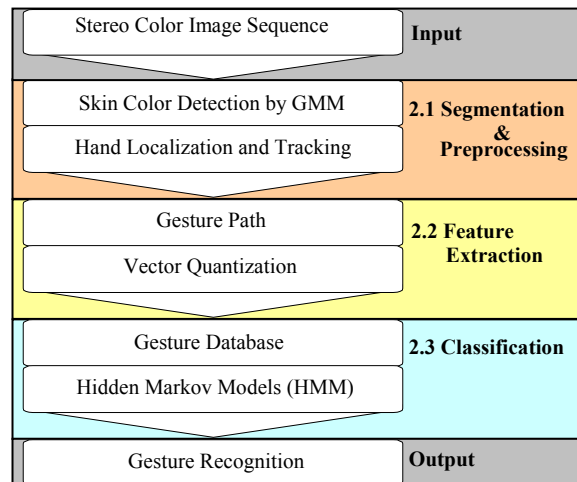 Stereo Color Image Sequence
Input
Skin Color Detection by GMM
Hand Localization and Tracking
2.1 Segmentation
&
Preprocessing
Gesture Path
Vector Quantization
2.2 Feature
Extraction
Gesture Database
Hidden Markov Models (HMM)
2.3 Classification
Gesture Recognition
Output